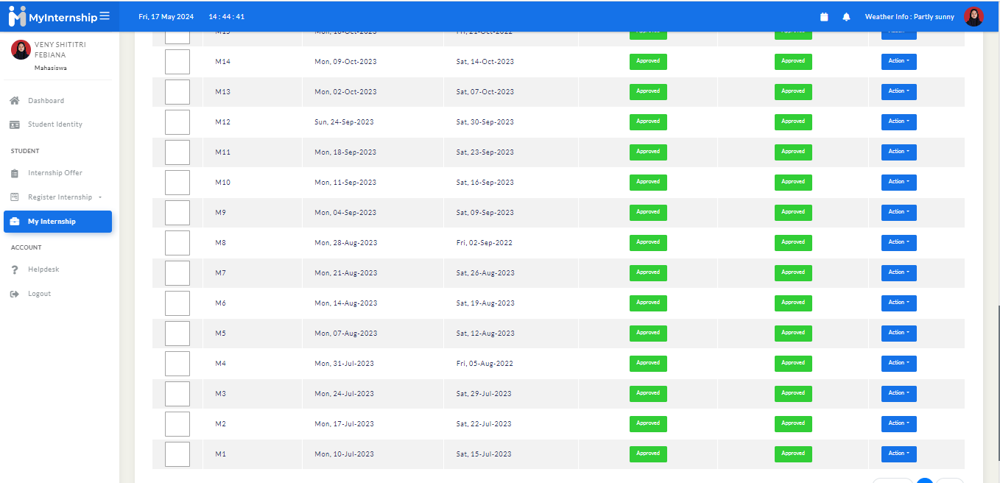 MyInternship
Fri, 17 May 2024 14 : 44 : 41 Weather Info : Partly sunny
VENY SHITITRI
FEBIANA
Mahasiswa
Dashboard
Student Identity
STUDENT
Internship Offer
Register Internship
My Internship
ACCOUNT
Helpdesk
Logout
M14 Mon, 09-Oct-2023 Sat, 14-Oct-2023 Approved Approved Action
M13 Mon, 02-Oct-2023 Sat, 07-Oct-2023 Approved Approved Action
M12 Sun, 24-Sep-2023 Sat, 30-Sep-2023 Approved Approved Action
M11 Mon, 18-Sep-2023 Sat, 23-Sep-2023 Approved Approved Action
M10 Mon, 11-Sep-2023 Sat, 16-Sep-2023 Approved Approved Action
M9 Mon, 04-Sep-2023 Sat, 09-Sep-2023 Approved Approved Action
M8 Mon, 28-Aug-2023 Fri, 02-Sep-2022 Approved Approved Action
M7 Mon, 21-Aug-2023 Sat, 26-Aug-2023 Approved Approved Action
M6 Mon, 14-Aug-2023 Sat, 19-Aug-2023 Approved Approved Action
M5 Mon, 07-Aug-2023 Sat, 12-Aug-2023 Approved Approved Action
M4 Mon, 31-Jul-2023 Fri, 05-Aug-2022 Approved Approved Action
M3 Mon, 24-Jul-2023 Sat, 29-Jul-2023 Approved Approved Action
M2 Mon, 17-Jul-2023 Sat, 22-Jul-2023 Approved Approved Action
M1 Mon, 10-Jul-2023 Sat, 15-Jul-2023 Approved Approved Action